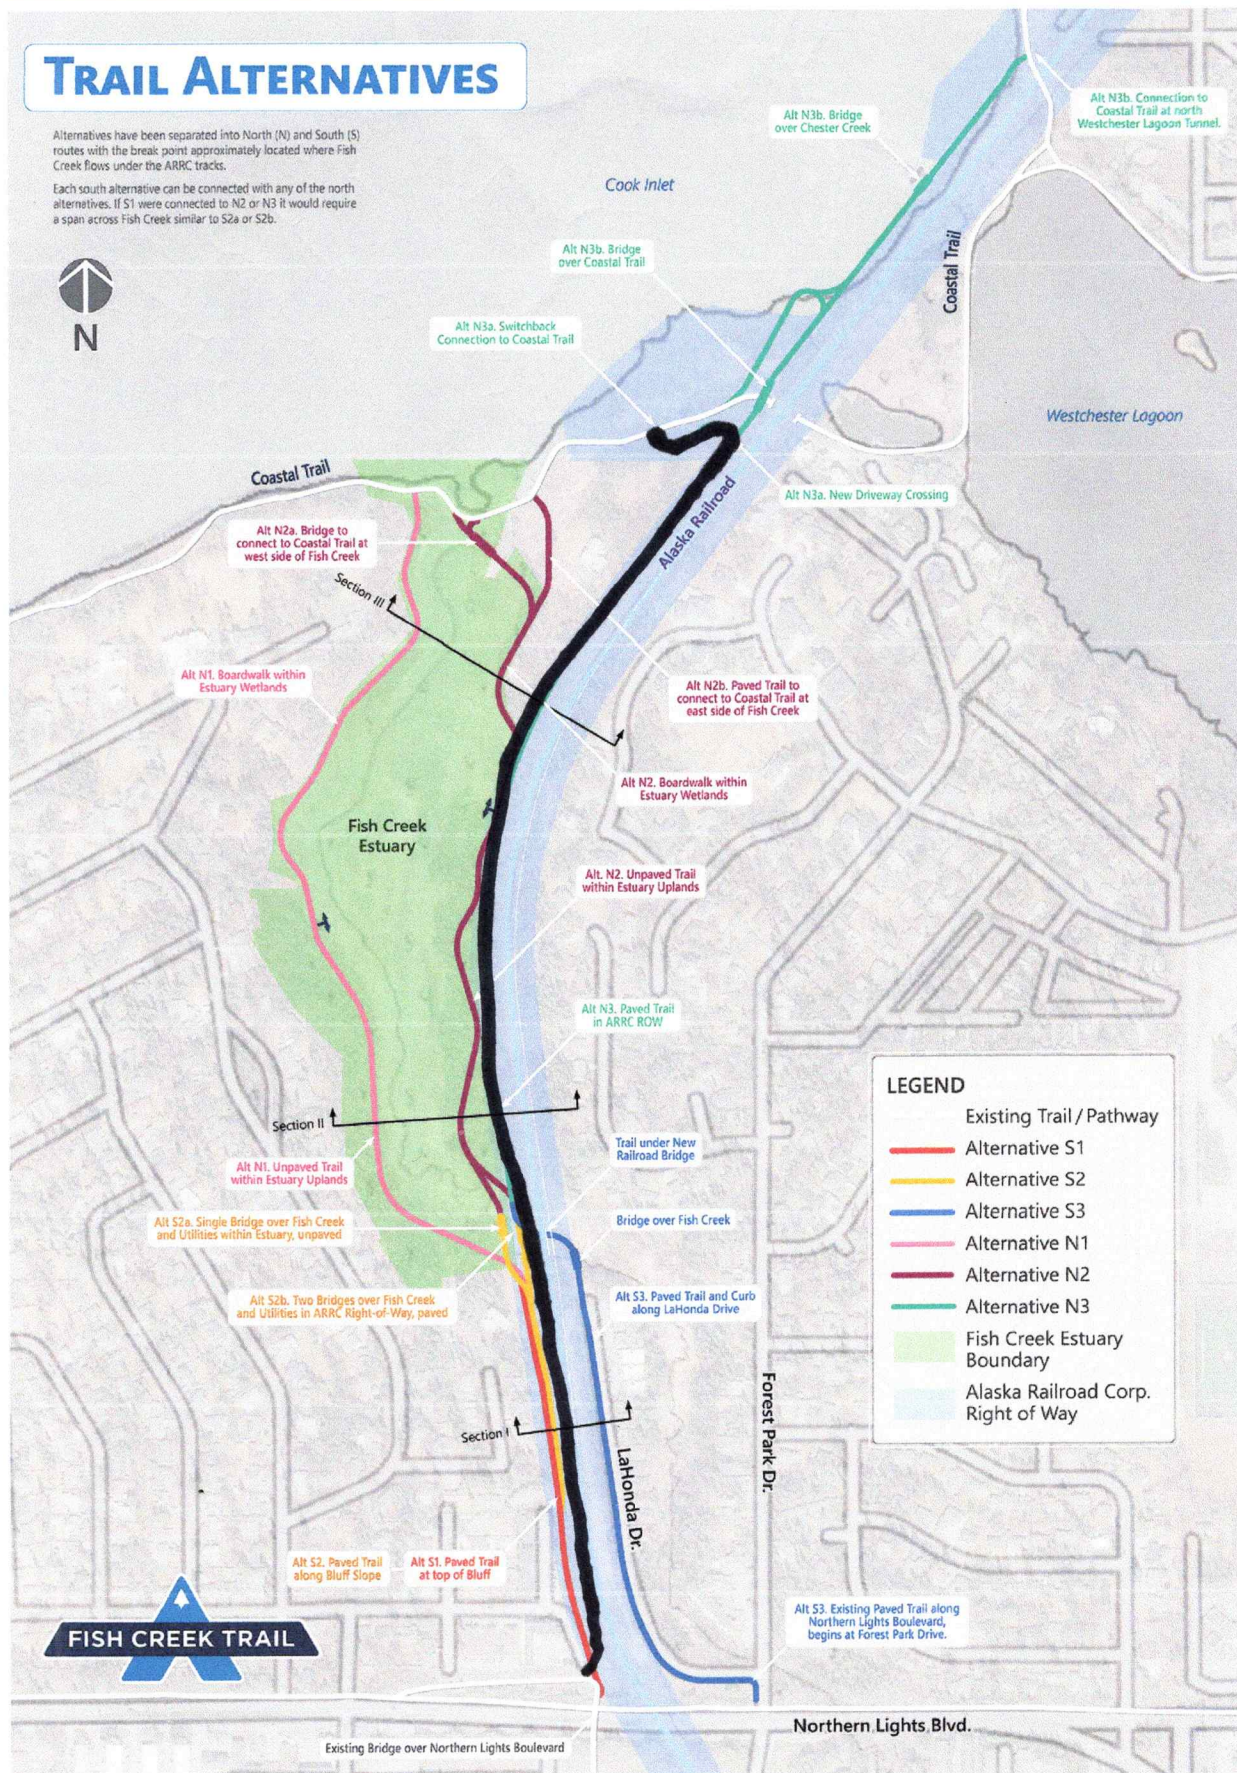 TRAIL ALTERNATIVES
Alternatives have been separated into North (N) and South (S)
routes with the break point approximately located where Fish
Creek flows under the ARRC tracks.
Each south alternative can be connected with any of the north
alternatives. If S1 were connected to N2 or N3 it would require
a span across Fish Creek similar to S2a or S2b.
N
Cook Inlet
Alt N3b. Bridge
over Chester Creek
Alt N3b. Connection to
Coastal Trail at north
Westchester Lagoon Tunnel.
Alt N3b. Bridge
over Coastal Trail
Coastal Trail
Alt N3a. Switchback
Connection to Coastal Trail
Westchester Lagoon
Coastal Trail
Alt N3a. New Driveway Crossing
Alaska Railroad
Alt N2a. Bridge to
connect to Coastal Trail at
west side of Fish Creek
Section III
Alt N1. Boardwalk within
Estuary Wetlands
Alt N2b. Paved Trail to
connect to Coastal Trail at
east side of Fish Creek
Alt N2. Boardwalk within
Estuary Wetlands
Fish Creek
Estuary
Alt. N2. Unpaved Trail
within Estuary Uplands
Alt N3. Paved Trail
in ARRC ROW
Section II
Trail under New
Railroad Bridge
Alt N1. Unpaved Trail
within Estuary Uplands
Alt S2a. Single Bridge over Fish Creek
and Utilities within Estuary, unpaved
Bridge over Fish Creek
Alt S2b. Two Bridges over Fish Creek
and Utilities in ARRC Right-of-Way, paved
Alt S3. Paved Trail and Curb
along LaHonda Drive
LEGEND
Existing Trail / Pathway
Alternative S1
Alternative S2
Alternative S3
Alternative N1
Alternative N2
Alternative N3
Fish Creek Estuary
Boundary
Alaska Railroad Corp.
Right of Way
Section I
LaHonda Dr.
Forest Park Dr.
Alt S2. Paved Trail
along Bluff Slope
Alt S1. Paved Trail
at top of Bluff
Alt S3. Existing Paved Trail along
Northern Lights Boulevard,
begins at Forest Park Drive.
FISH CREEK TRAIL
Northern Lights Blvd.
Existing Bridge over Northern Lights Boulevard